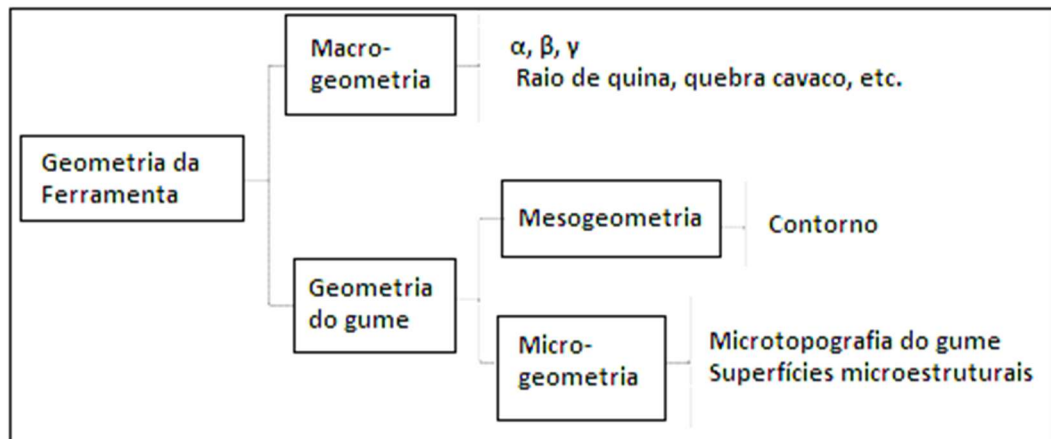 Macro-
geometria
α, β, γ
Raio de quina, quebra cavaco, etc.
Geometria da
Ferramenta
Mesogeometria
Contorno
Geometria
do gume
Micro-
geometria
Microtopografia do gume
Superfícies microestruturais